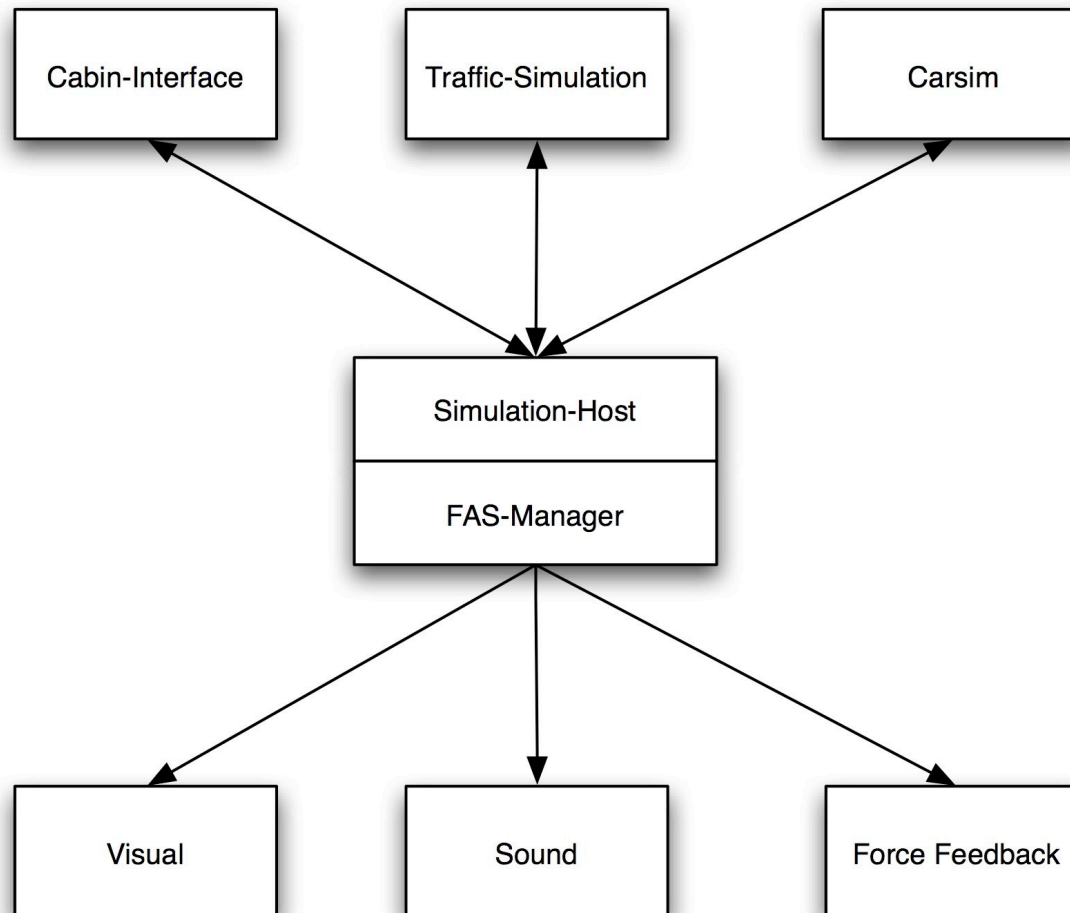 Cabin-Interface
Traffic-Simulation
Carsim
Simulation-Host
FAS-Manager
Visual
Sound
Force Feedback